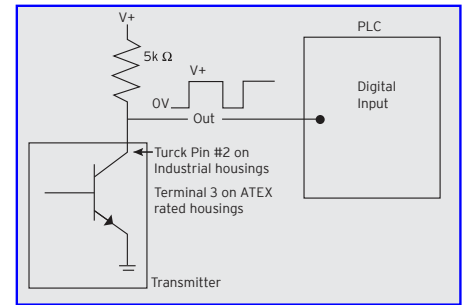 V+
PLC
5k Ω
V+
0V
Out
Digital
Input
Turck Pin #2 on
Industrial housings
Terminal 3 on ATEX
rated housings
Transmitter